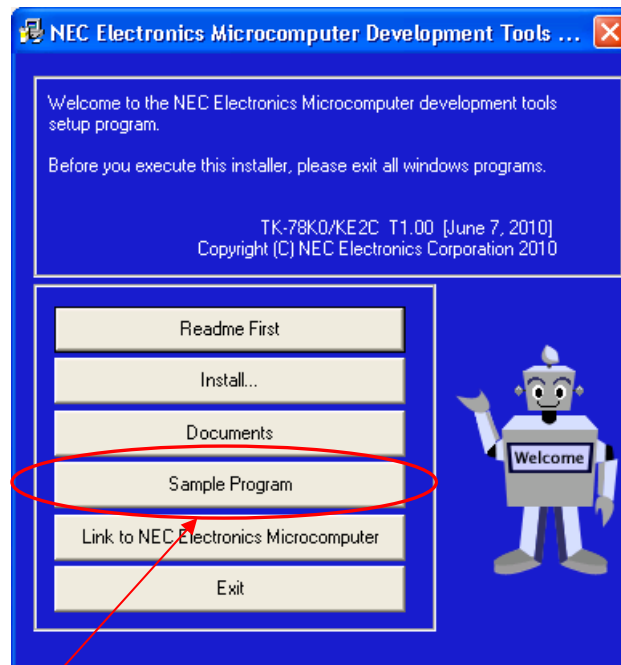 NEC Electronics Microcomputer Development Tools ...
Welcome to the NEC Electronics Microcomputer development tools
setup program.
Before you execute this installer, please exit all windows programs.
TK-78K0/KE2C T1.00 [June 7, 2010]
Copyright (C) NEC Electronics Corporation 2010
Readme First
Install...
Documents
Sample Program
Link to NEC Electronics Microcomputer
Exit
Welcome